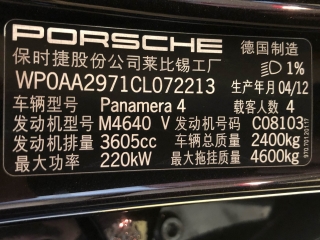 PORSCHE 德国制造
保时捷股份公司莱比锡工厂 1%
WP0AA2971CL072213 生产年月 04/12
车辆型号 Panamera 4 载客人数 4
发动机型号 M4640 V 发动机号码 C08103
发动机排量 3605cc 车辆总质量 2400kg
最大功率 220kW 最大拖挂质量 4600kg